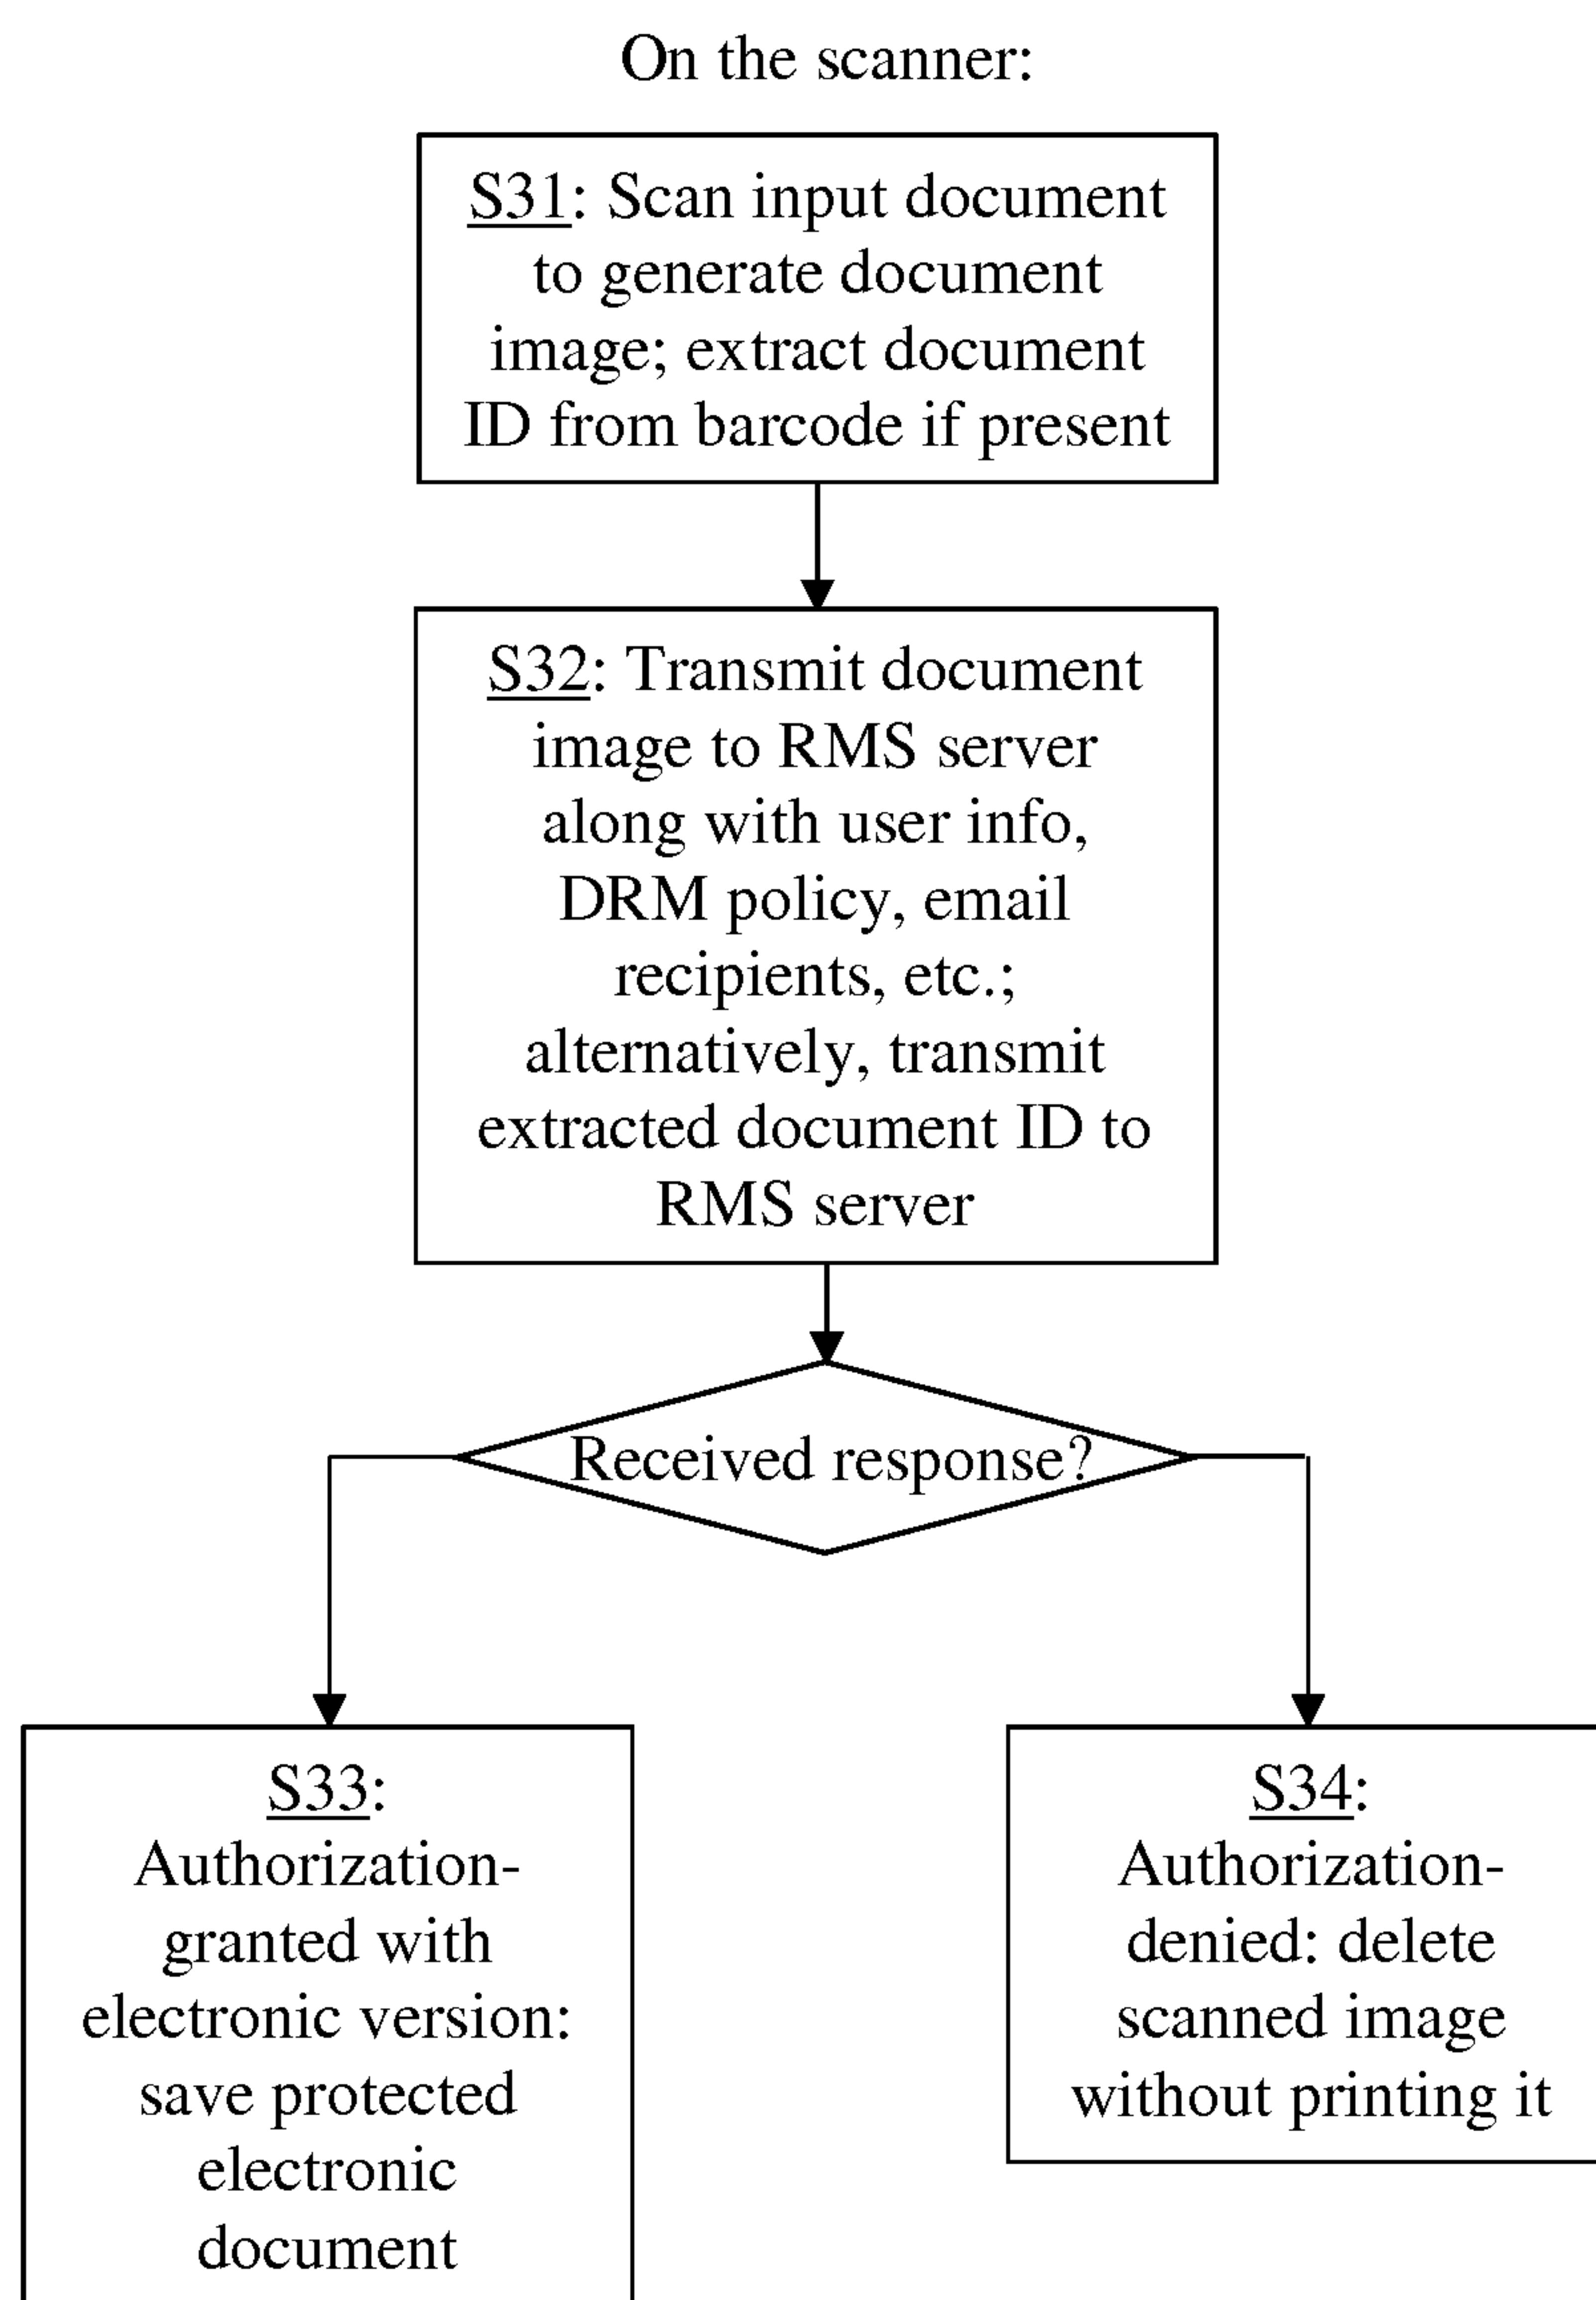 On the scanner:
S31: Scan input document
to generate document
image; extract document
ID from barcode if present
S32: Transmit document
image to RMS server
along with user info,
DRM policy, email
recipients, etc.;
alternatively, transmit
extracted document ID to
RMS server
Received response?
S33:
Authorization-
granted with
electronic version:
save protected
electronic
document
S34:
Authorization-
denied: delete
scanned image
without printing it